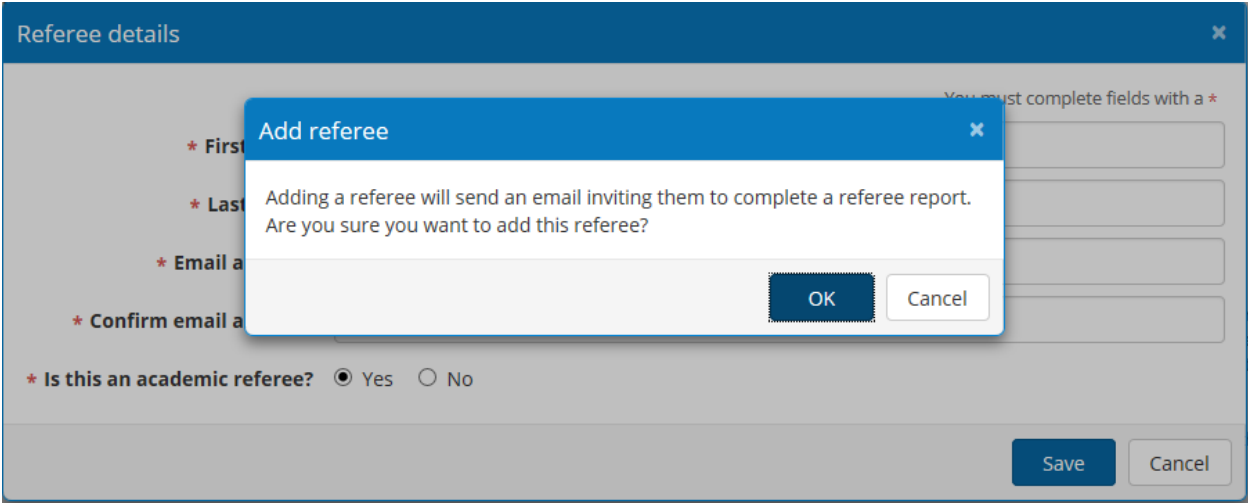 Referee details ×
You must complete fields with a *
Add referee ×
* First
Adding a referee will send an email inviting them to complete a referee report.
* Last
Are you sure you want to add this referee?
* Email a
OK Cancel
* Confirm email a
* Is this an academic referee? Yes No
Save Cancel